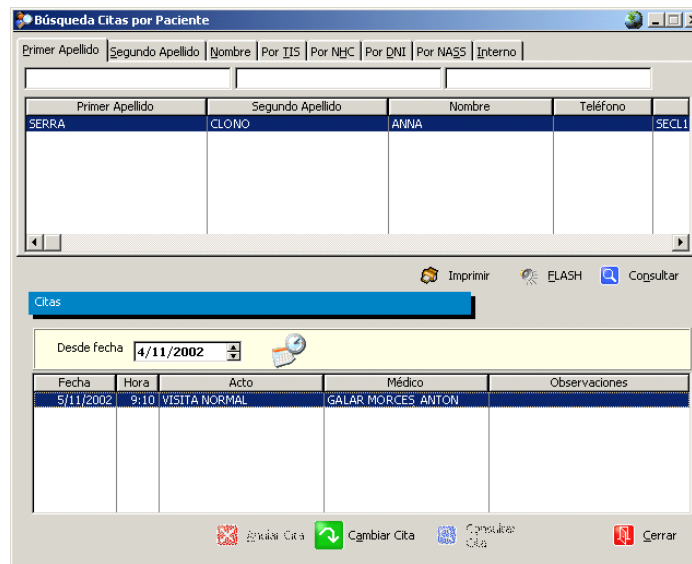 Búsqueda Citas por Paciente
Primer Apellido Segundo Apellido Nombre Por TIS Por NHC Por DNI Por NASS Interno
Primer Apellido Segundo Apellido Nombre Teléfono
SERRA CLONO ANNA SECL1
Imprimir FLASH Consultar
Citas
Desde fecha 4/11/2002
Fecha Hora Acto Médico Observaciones
5/11/2002 9:10 VISITA NORMAL GALAR MORCES ANTON
Anular Cita Cambiar Cita Consultar Cita Cerrar